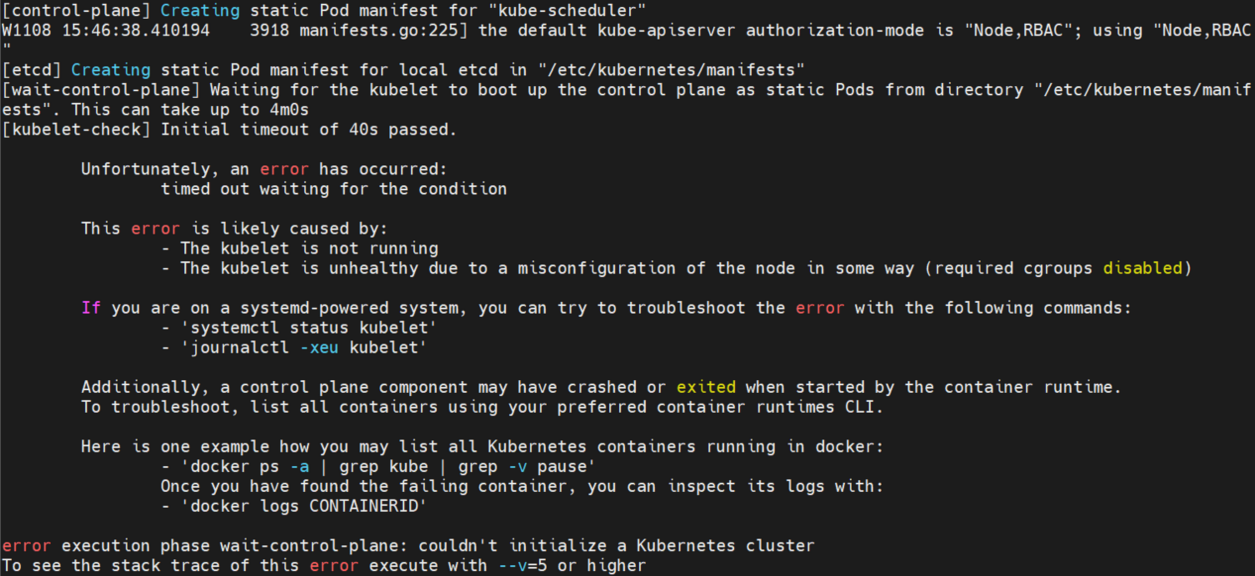 [control-plane] Creating static Pod manifest for "kube-scheduler"
W1108 15:46:38.410194    3918 manifests.go:225] the default kube-apiserver authorization-mode is "Node,RBAC"; using "Node,RBAC
"
[etcd] Creating static Pod manifest for local etcd in "/etc/kubernetes/manifests"
[wait-control-plane] Waiting for the kubelet to boot up the control plane as static Pods from directory "/etc/kubernetes/manif
ests". This can take up to 4m0s
[kubelet-check] Initial timeout of 40s passed.

        Unfortunately, an error has occurred:
                timed out waiting for the condition

        This error is likely caused by:
                - The kubelet is not running
                - The kubelet is unhealthy due to a misconfiguration of the node in some way (required cgroups disabled)

        If you are on a systemd-powered system, you can try to troubleshoot the error with the following commands:
                - 'systemctl status kubelet'
                - 'journalctl -xeu kubelet'

        Additionally, a control plane component may have crashed or exited when started by the container runtime.
        To troubleshoot, list all containers using your preferred container runtimes CLI.

        Here is one example how you may list all Kubernetes containers running in docker:
                - 'docker ps -a | grep kube | grep -v pause'
                Once you have found the failing container, you can inspect its logs with:
                - 'docker logs CONTAINERID'

error execution phase wait-control-plane: couldn't initialize a Kubernetes cluster
To see the stack trace of this error execute with --v=5 or higher